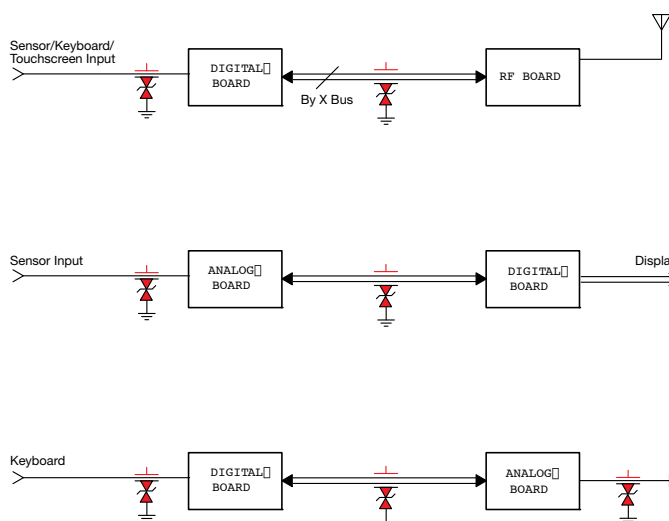 Sensor/Keyboard/
Touchscreen Input
DIGITAL
BOARD
By X Bus
RF BOARD
Sensor Input
ANALOG
BOARD
DIGITAL
BOARD
Displa
Keyboard
DIGITAL
BOARD
ANALOG
BOARD